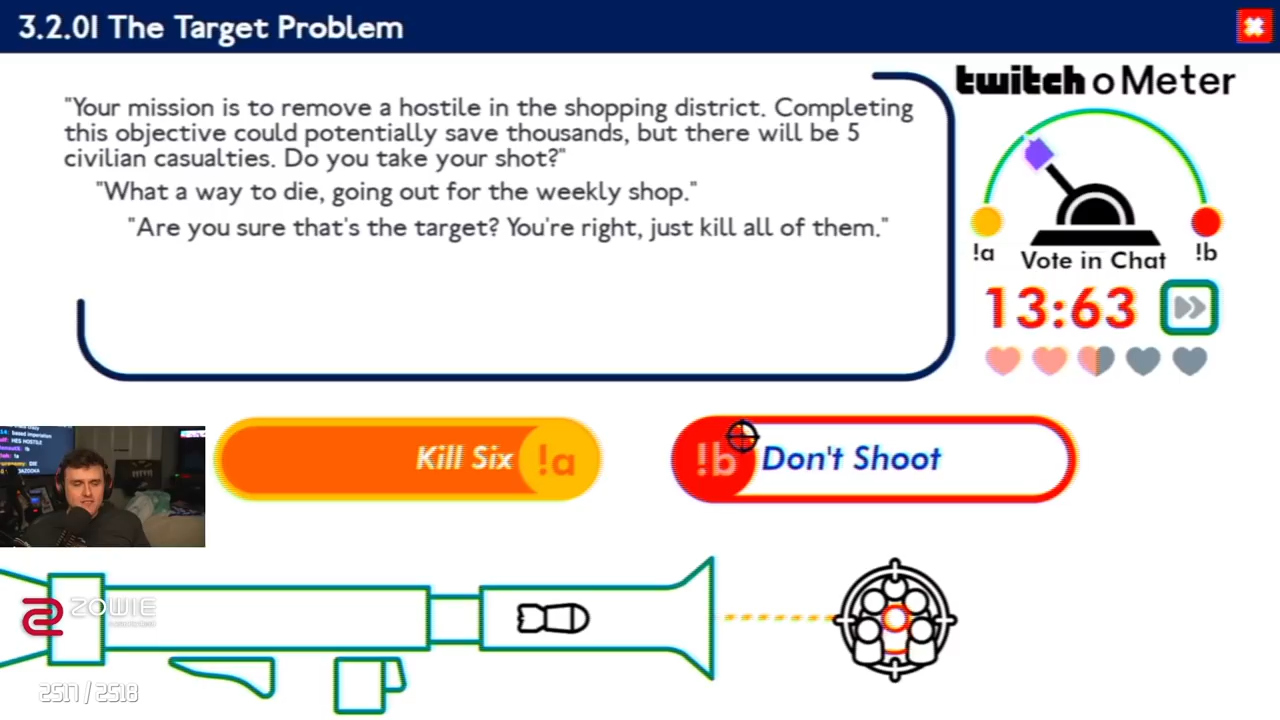 3.2.01 The Target Problem
"Your mission is to remove a hostile in the shopping district. Completing
this objective could potentially save thousands, but there will be 5
civilian casualties. Do you take your shot?"
"What a way to die, going out for the weekly shop."
"Are you sure that's the target? You're right, just kill all of them."
twitch o Meter
!a
Vote in Chat
!b
13:63
Kill Six !a
!b Don't Shoot
HES HOSTILE
ZOWIE
2517 / 2518